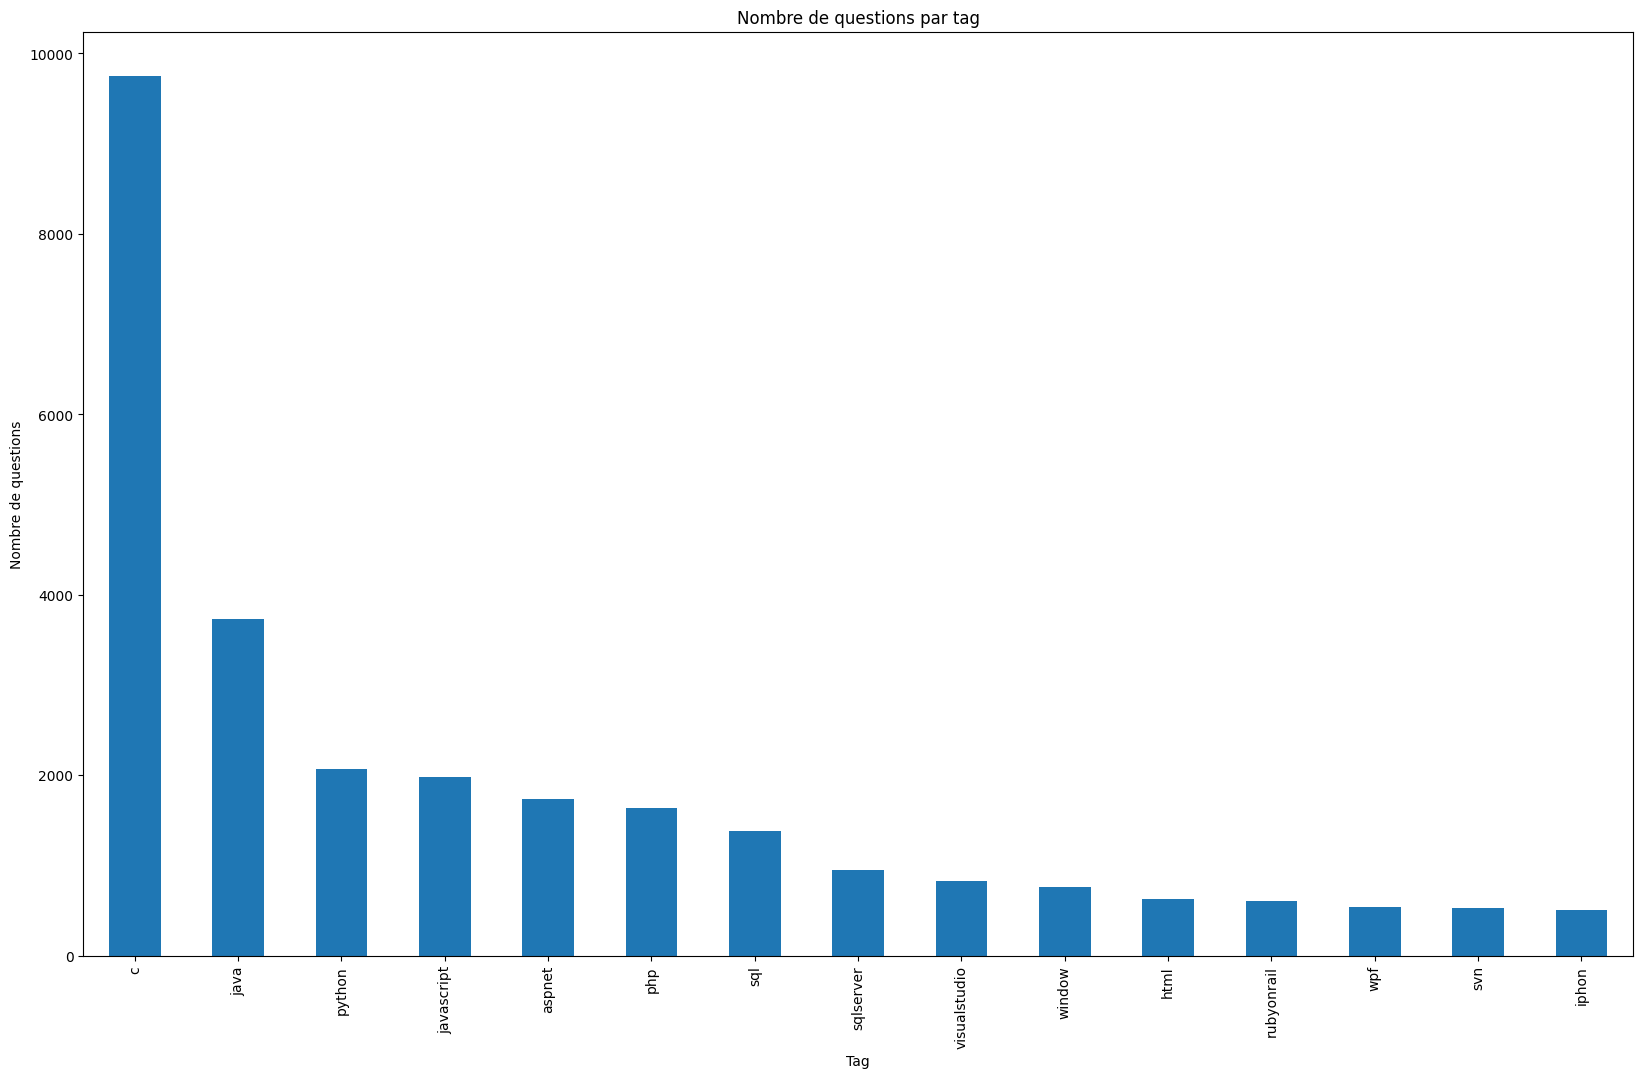 Nombre de questions par tag
10000
8000
6000
4000
2000
0
Nombre de questions
c
java
python
javascript
aspnet
php
sql
sqlserver
visualstudio
window
html
rubyonrail
wpf
svn
iphon
Tag